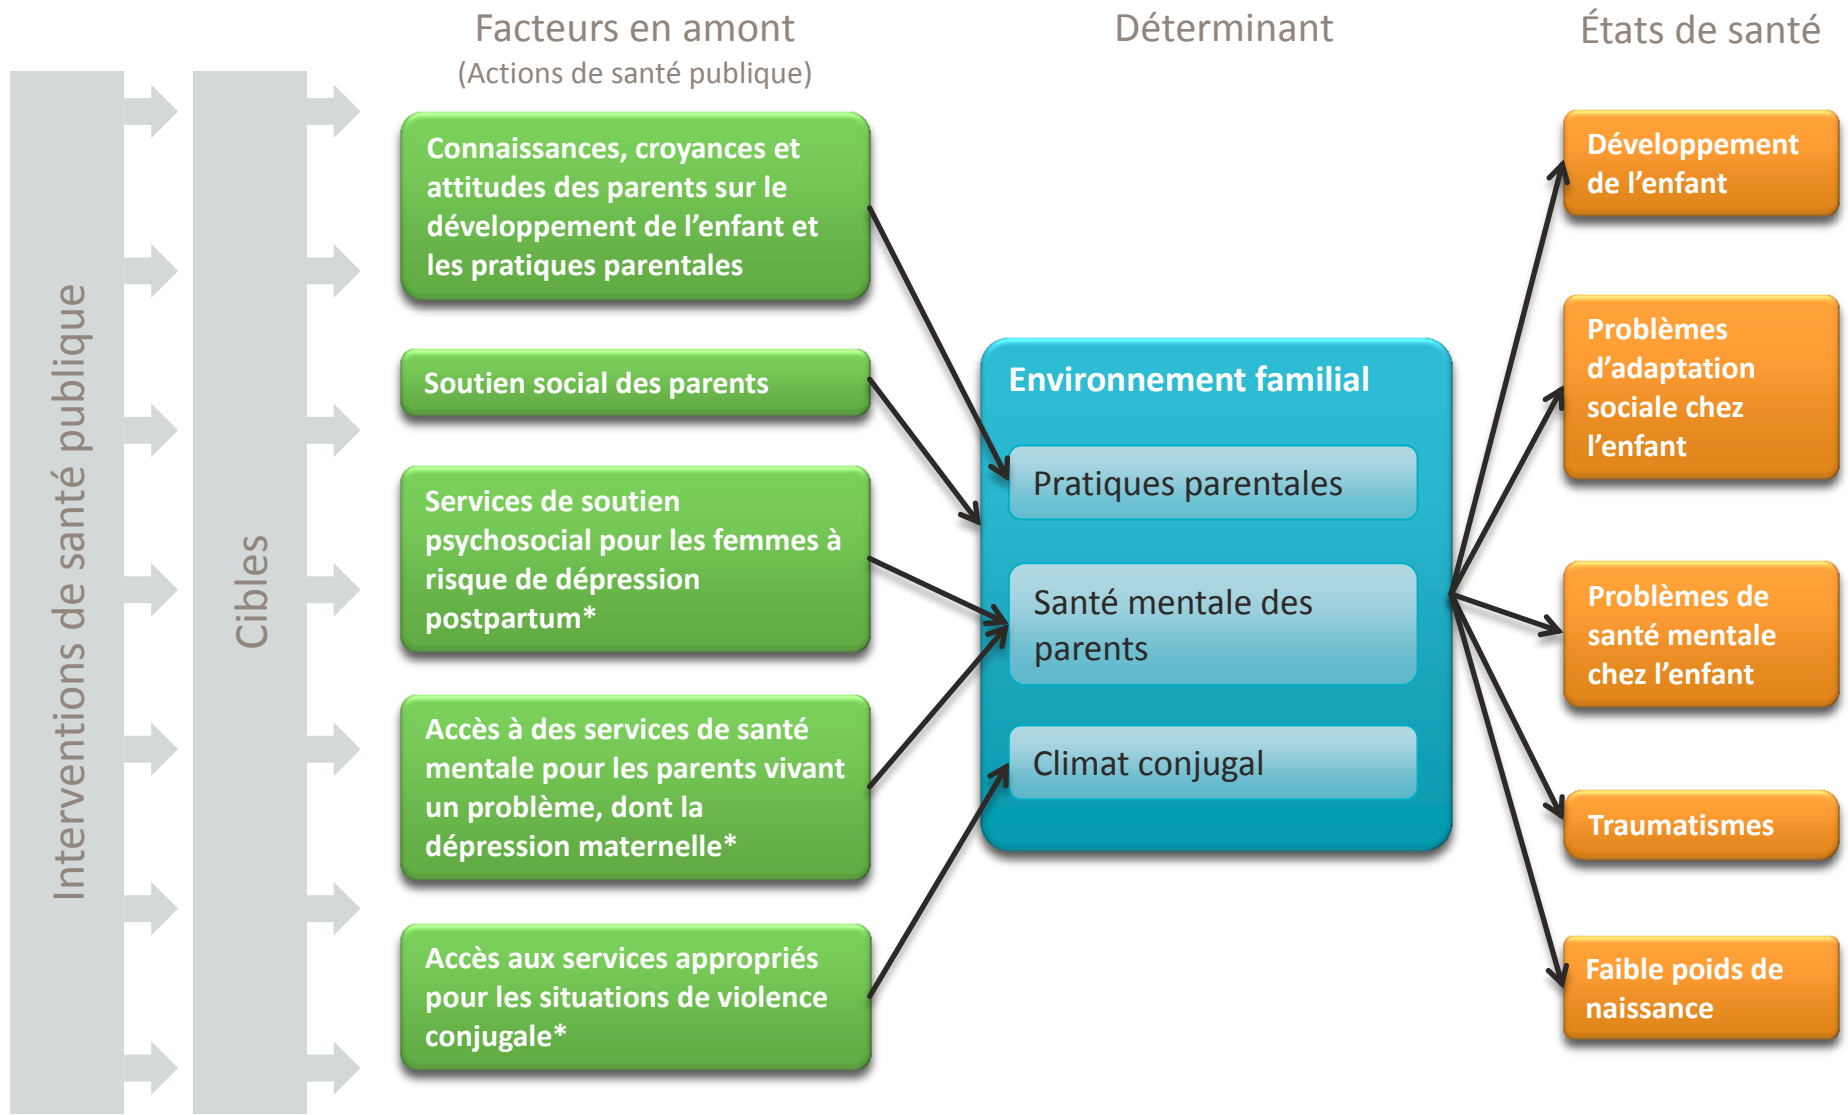 Facteurs en amont
(Actions de santé publique)
Déterminant
États de santé
Interventions de santé publique
Cibles
Connaissances, croyances et
attitudes des parents sur le
développement de l’enfant et
les pratiques parentales
Soutien social des parents
Services de soutien
psychosocial pour les femmes à
risque de dépression
postpartum*
Accès à des services de santé
mentale pour les parents vivant
un problème, dont la
dépression maternelle*
Accès aux services appropriés
pour les situations de violence
conjugale*
Environnement familial
Pratiques parentales
Santé mentale des
parents
Climat conjugal
Développement
de l’enfant
Problèmes
d’adaptation
sociale chez
l’enfant
Problèmes de
santé mentale
chez l’enfant
Traumatismes
Faible poids de
naissance